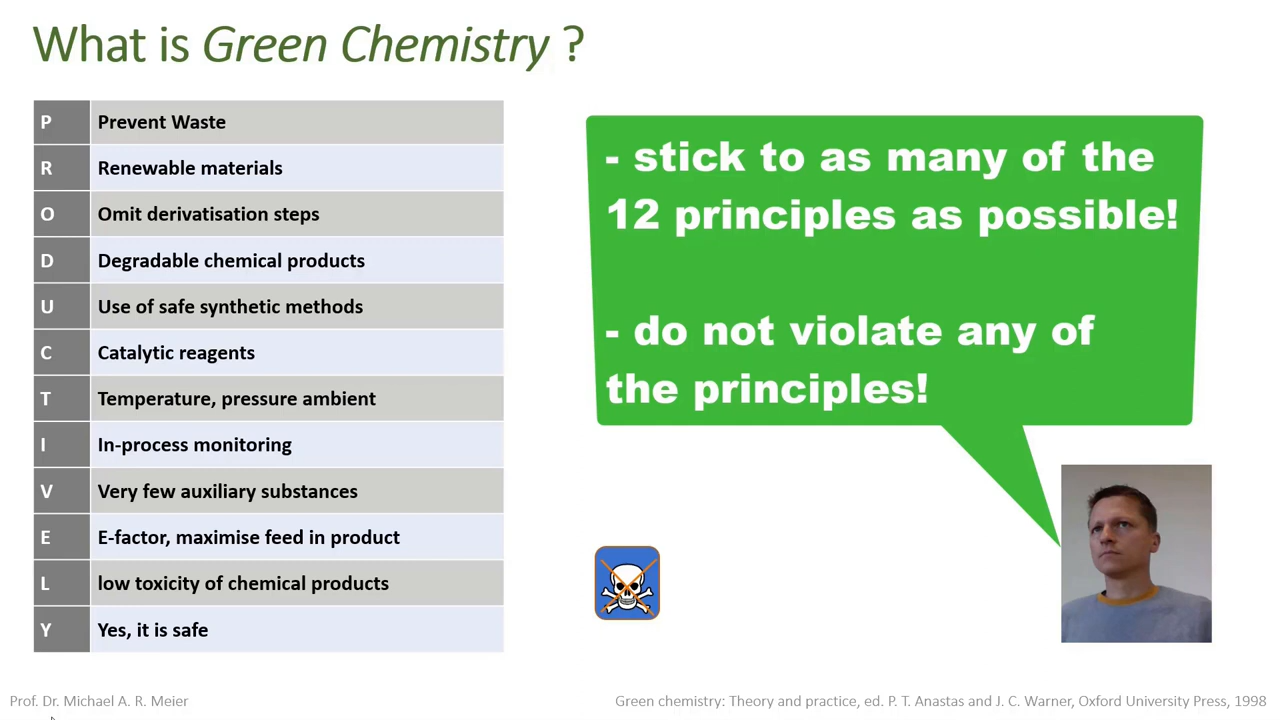 What is Green Chemistry ?
P Prevent Waste
R Renewable materials
O Omit derivatisation steps
D Degradable chemical products
U Use of safe synthetic methods
C Catalytic reagents
T Temperature, pressure ambient
I In-process monitoring
V Very few auxiliary substances
E E-factor, maximise feed in product
L low toxicity of chemical products
Y Yes, it is safe
- stick to as many of the
12 principles as possible!
- do not violate any of
the principles!
Prof. Dr. Michael A. R. Meier
Green chemistry: Theory and practice, ed. P. T. Anastas and J. C. Warner, Oxford University Press, 1998